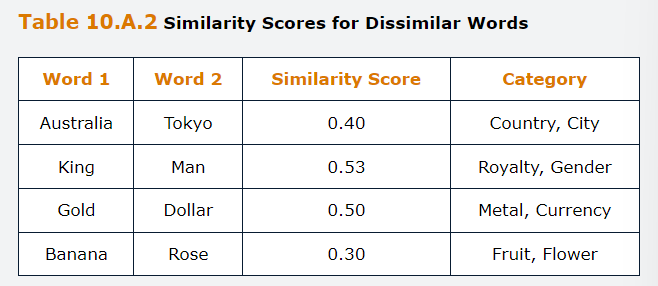 Table 10.A.2 Similarity Scores for Dissimilar Words
Word 1 Word 2 Similarity Score Category
Australia Tokyo 0.40 Country, City
King Man 0.53 Royalty, Gender
Gold Dollar 0.50 Metal, Currency
Banana Rose 0.30 Fruit, Flower